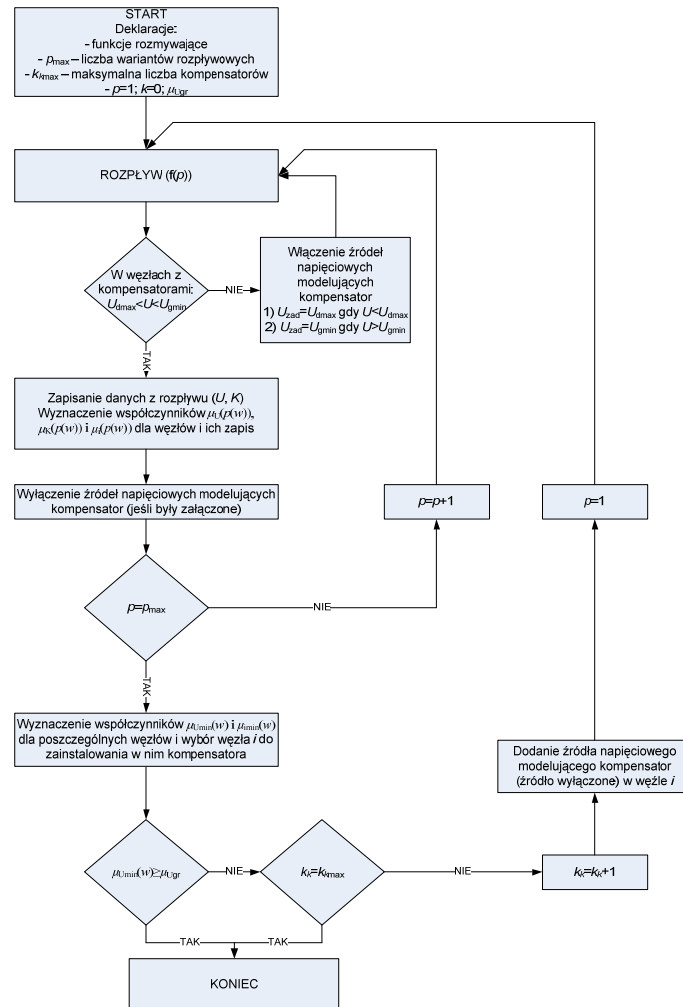 START
Deklaracje:
- funkcje rozmywające
- pmax – liczba wariantów rozpływowych
- kkmax – maksymalna liczba kompensatorów
- p=1; k=0; μUgr
ROZPŁYW (f(p))
W węzłach z
kompensatorami:
Udmax<U<Ugmin
NIE
Włączenie źródeł
napięciowych
modelujących
kompensator
1) Uzad=Udmax gdy U<Udmax
2) Uzad=Ugmin gdy U>Ugmin
TAK
Zapisanie danych z rozpływu (U, K)
Wyznaczenie współczynników μU(p(w)),
μK(p(w)) i μI(p(w)) dla węzłów i ich zapis
Wyłączenie źródeł napięciowych modelujących
kompensator (jeśli były załączone)
p=p+1
p=1
p=pmax
NIE
TAK
Wyznaczenie współczynników μUmin(w) i μımin(w)
dla poszczególnych węzłów i wybór węzła i do
zainstalowania w nim kompensatora
Dodanie źródła napięciowego
modelującego kompensator
(źródło wyłączone) w węźle i
μUmin(w)≥μUgr
NIE
kk=kkmax
NIE
kk=kk+1
TAK
TAK
KONIEC